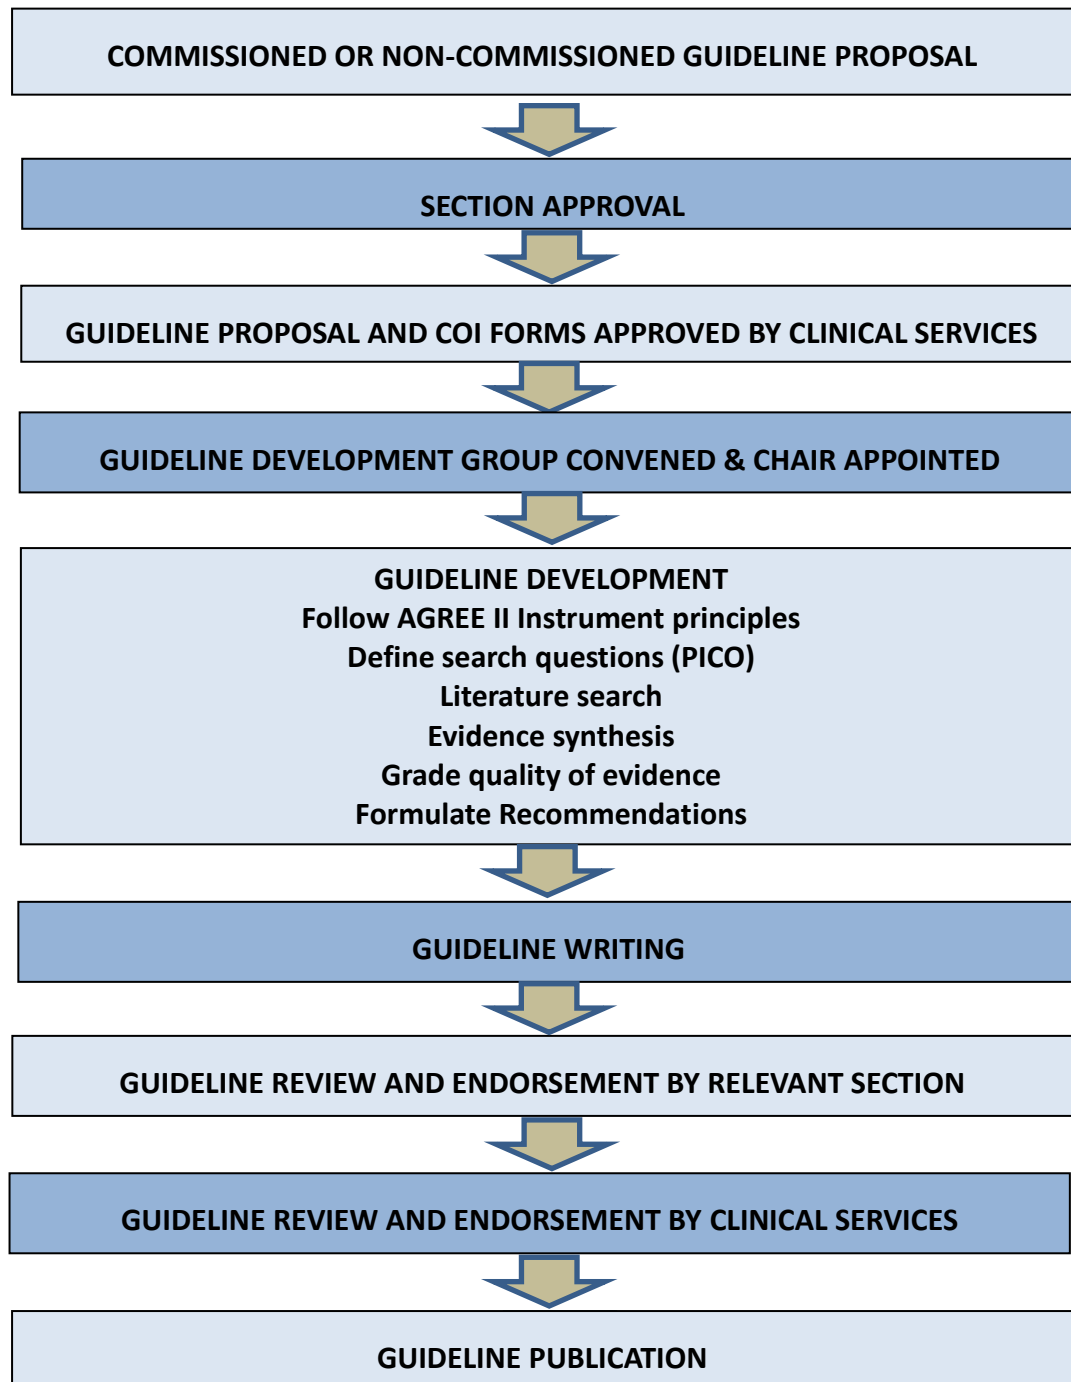 COMMISSIONED OR NON-COMMISSIONED GUIDELINE PROPOSAL
SECTION APPROVAL
GUIDELINE PROPOSAL AND COI FORMS APPROVED BY CLINICAL SERVICES
GUIDELINE DEVELOPMENT GROUP CONVENED & CHAIR APPOINTED
GUIDELINE DEVELOPMENT
Follow AGREE II Instrument principles
Define search questions (PICO)
Literature search
Evidence synthesis
Grade quality of evidence
Formulate Recommendations
GUIDELINE WRITING
GUIDELINE REVIEW AND ENDORSEMENT BY RELEVANT SECTION
GUIDELINE REVIEW AND ENDORSEMENT BY CLINICAL SERVICES
GUIDELINE PUBLICATION